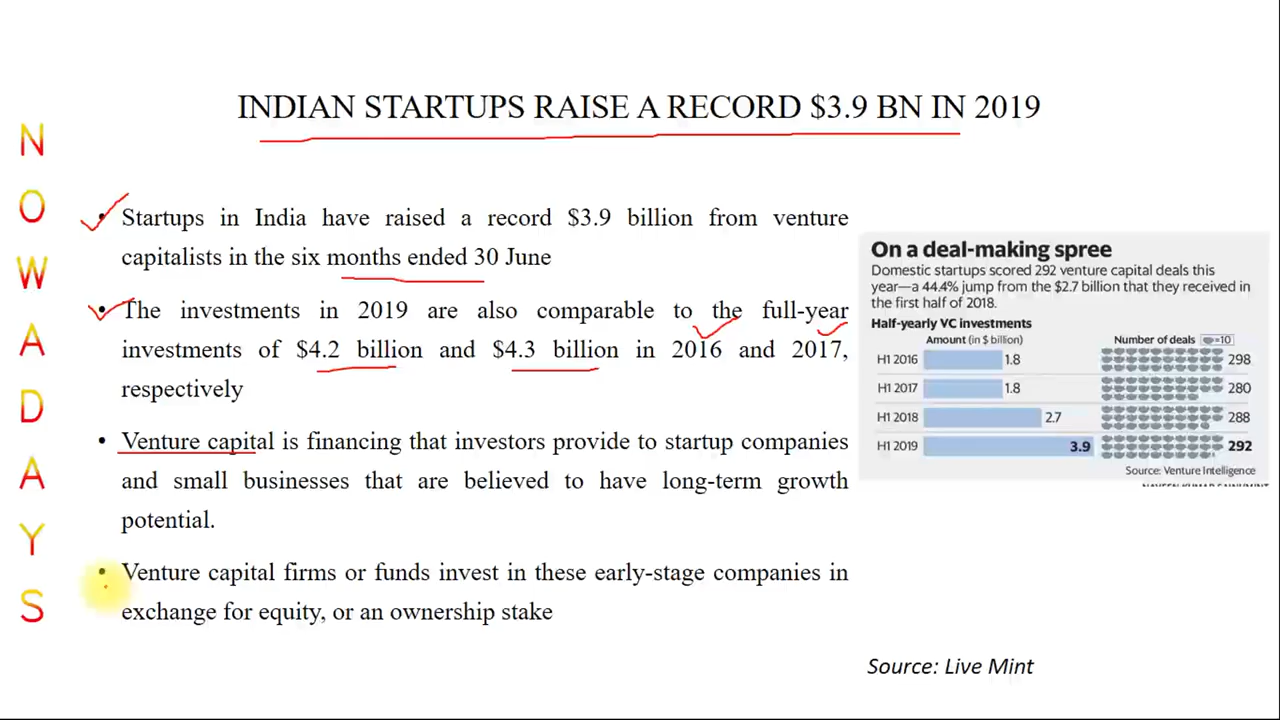 INDIAN STARTUPS RAISE A RECORD $3.9 BN IN 2019
NOWADAYS
• Startups in India have raised a record $3.9 billion from venture
capitalists in the six months ended 30 June
• The investments in 2019 are also comparable to the full-year
investments of $4.2 billion and $4.3 billion in 2016 and 2017,
respectively
• Venture capital is financing that investors provide to startup companies
and small businesses that are believed to have long-term growth
potential.
• Venture capital firms or funds invest in these early-stage companies in
exchange for equity, or an ownership stake
On a deal-making spree
Domestic startups scored 292 venture capital deals this
year—a 44.4% jump from the $2.7 billion that they received in
the first half of 2018.
Half-yearly VC investments
Amount (in $ billion) Number of deals =10
H1 2016 1.8 298
H1 2017 1.8 280
H1 2018 2.7 288
H1 2019 3.9 292
Source: Venture Intelligence
Source: Live Mint